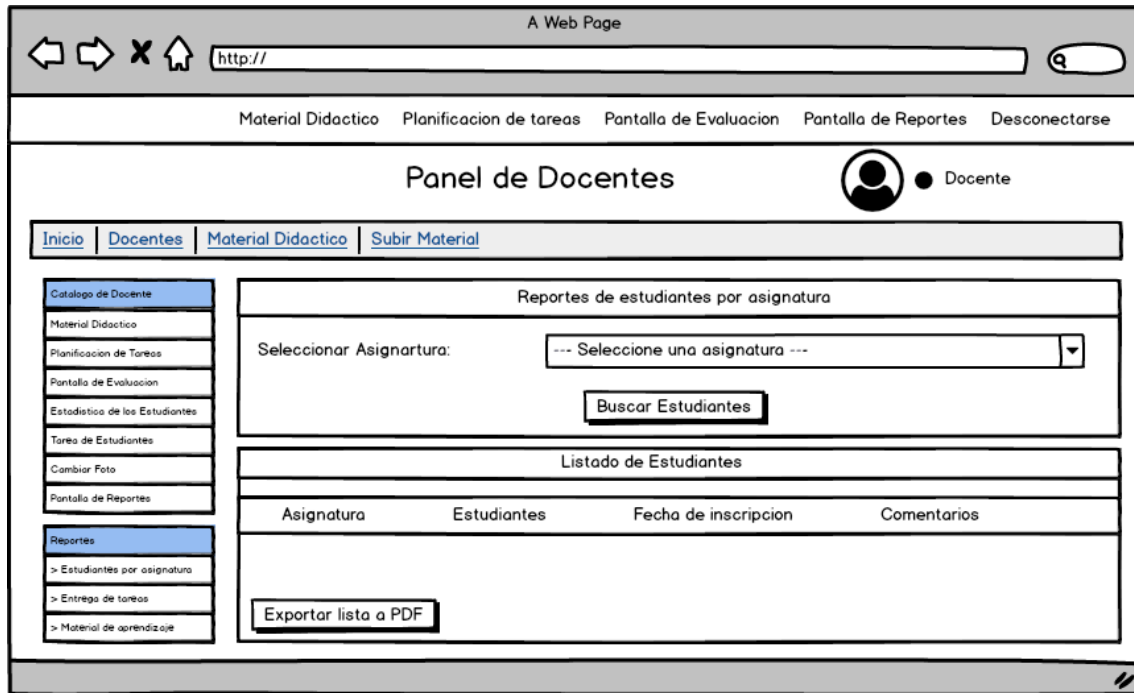 A Web Page
http://
Material Didactico Planificacion de tareas Pantalla de Evaluacion Pantalla de Reportes Desconectarse
Panel de Docentes
Docente
Inicio Docentes Material Didactico Subir Material
Catalogo de Docente
Material Didactico
Planificacion de Tareas
Pantalla de Evaluacion
Estadistica de los Estudiantes
Tarea de Estudiantes
Cambiar Foto
Pantalla de Reportes
Reportes
> Estudiantes por asignatura
> Entrega de tareas
> Material de aprendizaje
Reportes de estudiantes por asignatura
Seleccionar Asignartura: --- Seleccione una asignatura ---
Buscar Estudiantes
Listado de Estudiantes
Asignatura Estudiantes Fecha de inscripcion Comentarios
Exportar lista a PDF